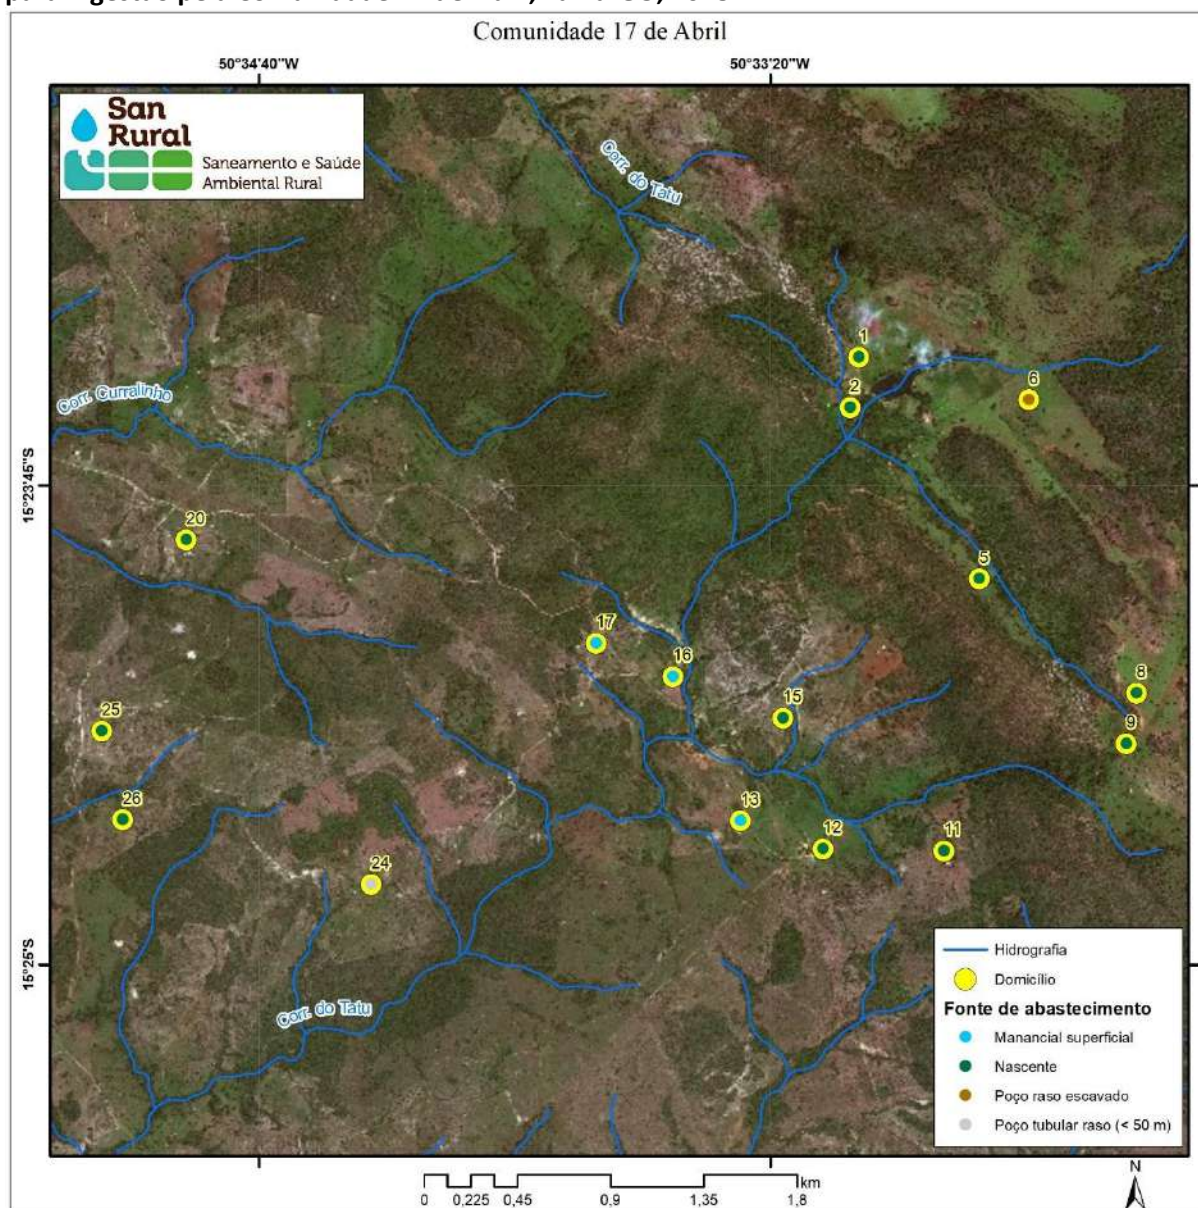 Comunidade 17 de Abril
50°34'40"W
50°33'20"W
San
Rural
Saneamento e Saúde
Ambiental Rural
Corr. do Tatu
1
Corr. Curralinho
6
2
15°23'45"S
20
5
17
16
8
15
25
9
13
26
12
11
24
Hidrografia
15°25'S
Domicílio
Corr. do Tatu
Fonte de abastecimento
Manancial superficial
Nascente
Poço raso escavado
Poço tubular raso (< 50 m)
N
km
0 0,225 0,45 0,9 1,35 1,8